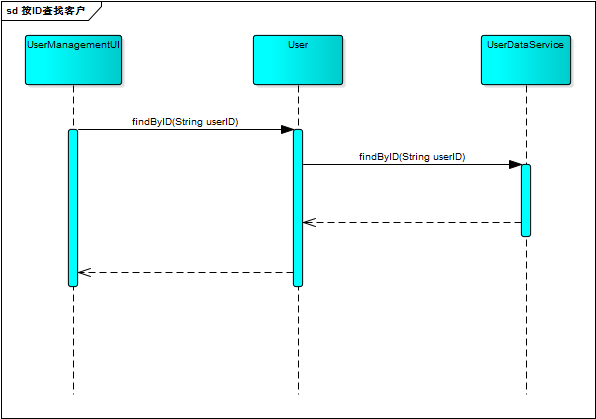 sd 按ID查找客户
UserManagementUI
User
UserDataService
findByID(String userID)
findByID(String userID)